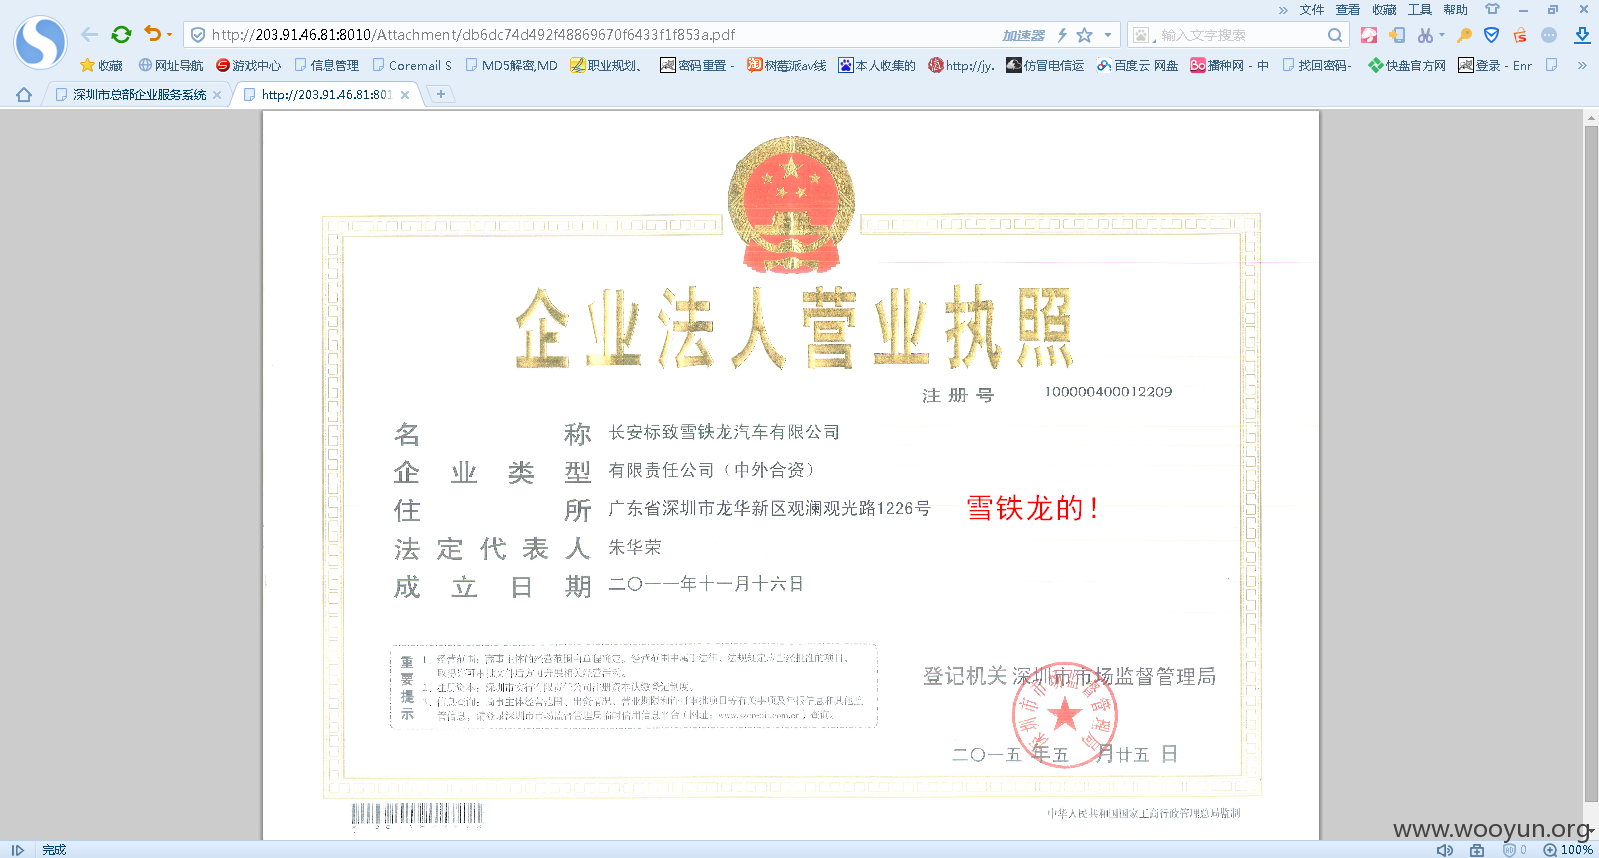 » 文件 查看 收藏 工具 帮助
http://203.91.46.81:8010/Attachment/db6dc74d492f48869670f6433f1f853a.pdf 加速器 输入文字搜索
收藏 网址导航 游戏中心 信息管理 Coremail S MD5解密,MD 职业规划、 密码重置 - 树莓派av线 本人收集的 http://jy. 仿冒电信运 百度云 网盘 播种网 - 中 找回密码- 快盘官方网 登录 - Enr »
深圳市总部企业服务系统 http://203.91.46.81:801
企业法人营业执照
注 册 号 100000400012209
名 称 长安标致雪铁龙汽车有限公司
企 业 类 型 有限责任公司（中外合资）
住 所 广东省深圳市龙华新区观澜观光路1226号 雪铁龙的！
法 定 代 表 人 朱华荣
成 立 日 期 二〇一一年十一月十六日
重要提示
登记机关 深圳市市场监督管理局
深圳市市场监督管理局
二〇一五 年五 月廿五 日
中华人民共和国国家工商行政管理总局监制
www.wooyun.org
完成 0 100%